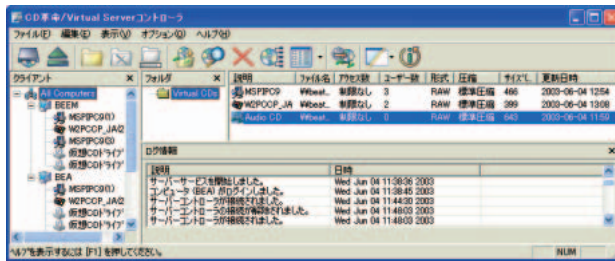 CD革命/Virtual Serverコントローラ
ファイル(F) 編集(E) 表示(V) オプション(O) ヘルプ(H)
クライアント
All Computers
BEEM
MSPIPC9(1)
W2PCOP_JA(2
MSPIPC9(3)
仮想CDドライブ
仮想CDドライブ
BEA
MSPIPC9(1)
W2PCOP_JA(2
仮想CDドライブ
仮想CDドライブ
フォルダ
Virtual CDs
説明 ファイル名 アクセス数 ユーザー数 形式 圧縮 サイズ 更新日時
MSPIPC9 ¥¥beat... 制限なし 3 RAW 標準圧縮 466 2003-06-04 12:54
W2PCOP_JA ¥¥beat... 制限なし 2 RAW 標準圧縮 399 2003-06-04 13:08
Audio CD ¥¥beat... 制限なし 0 RAW 標準圧縮 643 2003-06-04 11:59
ログ情報
説明 日時
サーバーサービスを開始しました。 Wed Jun 04 11:38:36 2003
コンピュータ (BEA) がログインしました。 Wed Jun 04 11:38:45 2003
サーバーコントローラが接続されました。 Wed Jun 04 11:44:30 2003
サーバーコントローラの接続が解除されました。 Wed Jun 04 11:48:03 2003
サーバーコントローラが接続されました。 Wed Jun 04 11:48:03 2003
ヘルプを表示するには [F1] を押してください。
NUM